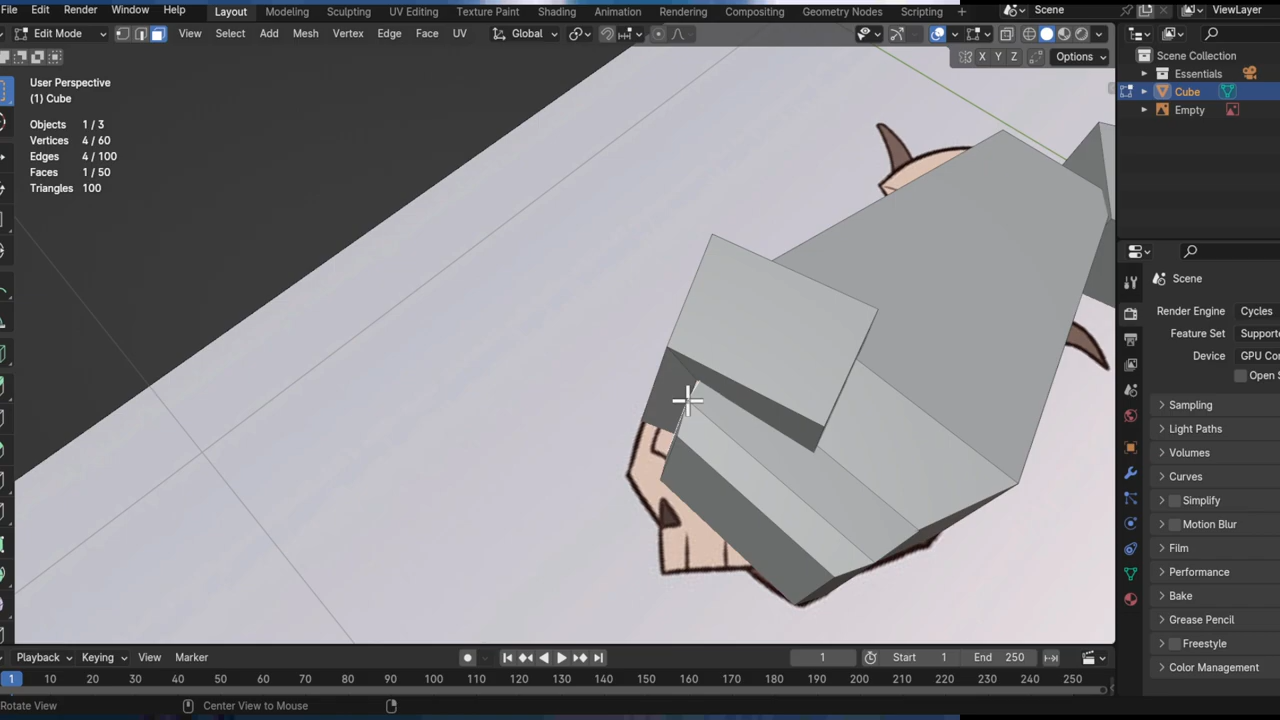 File Edit Render Window Help Layout Modeling Sculpting UV Editing Texture Paint Shading Animation Rendering Compositing Geometry Nodes Scripting + Scene ViewLayer
Edit Mode View Select Add Mesh Vertex Edge Face UV Global
X Y Z Options
User Perspective
(1) Cube
Objects 1 / 3
Vertices 4 / 60
Edges 4 / 100
Faces 1 / 50
Triangles 100
Scene Collection
Essentials
Cube
Empty
Scene
Render Engine Cycles
Feature Set
Device
Sampling
Light Paths
Volumes
Curves
Simplify
Motion Blur
Film
Performance
Bake
Grease Pencil
Freestyle
Color Management
Playback Keying View Marker 1 Start 1 End 250
1 10 20 30 40 50 60 70 80 90 100 110 120 130 140 150 160 170 180 190 200 210 220 230 240 250
Rotate View Center View to Mouse